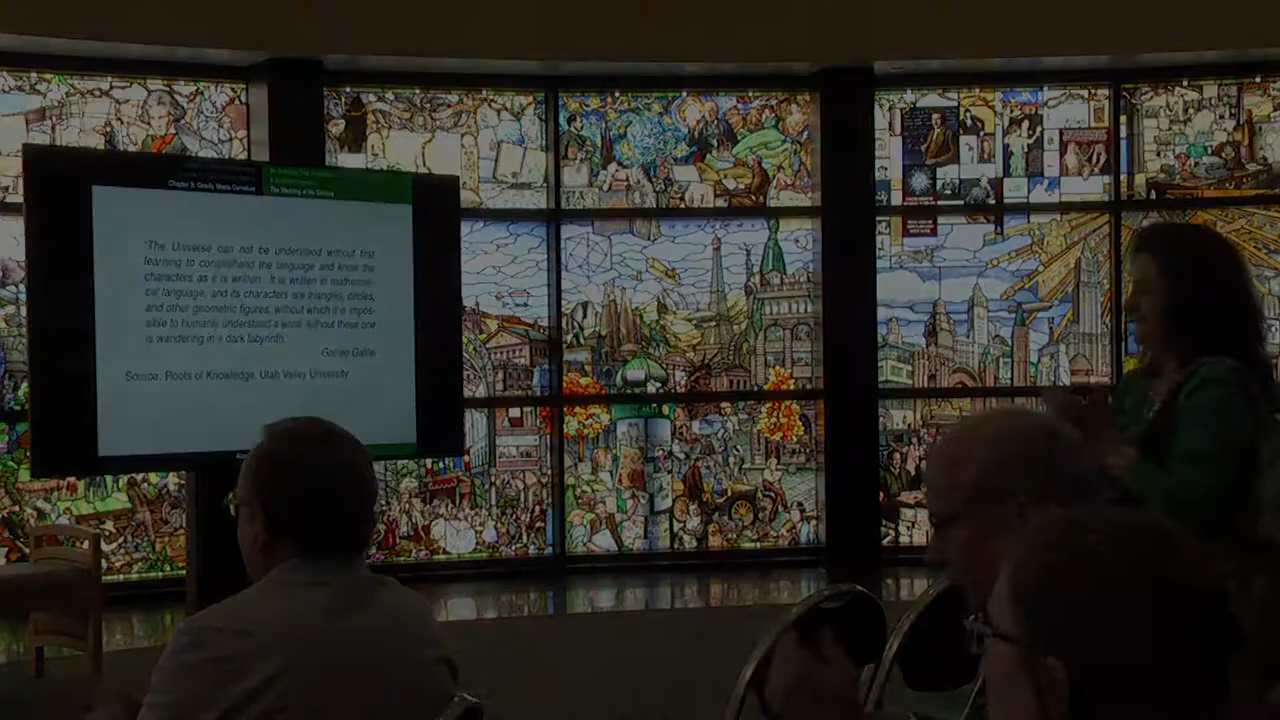 Chapter 9: Gravity Meets Curvature
The Wedding of the Century
"The Universe can not be understood without first
learning to comprehend the language and know the
characters as it is written. It is written in mathemati-
cal language, and its characters are triangles, circles,
and other geometric figures, without which it is impos-
sible to humanly understand a word, without these one
is wandering in a dark labyrinth."
Galileo Galilei
Source: Roots of Knowledge, Utah Valley University